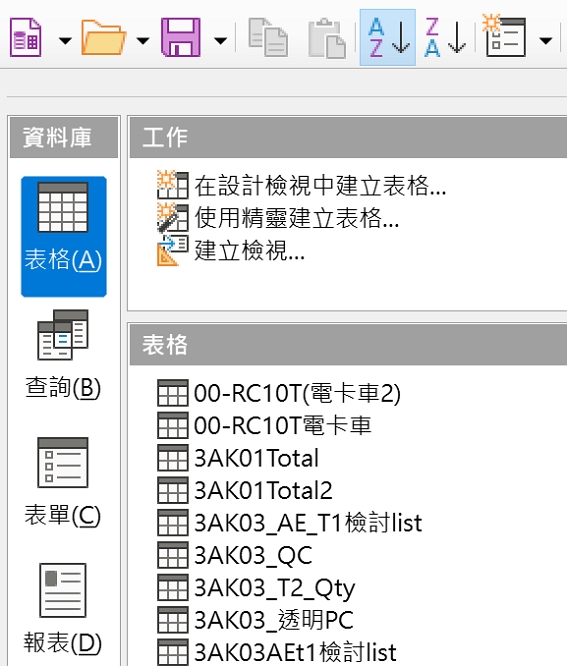 資料庫
表格(A)
查詢(B)
表單(C)
報表(D)
工作
在設計檢視中建立表格...
使用精靈建立表格...
建立檢視...
表格
00-RC10T(電卡車2)
00-RC10T電卡車
3AK01Total
3AK01Total2
3AK03_AE_T1檢討list
3AK03_QC
3AK03_T2_Qty
3AK03_透明PC
3AK03AEt1檢討list